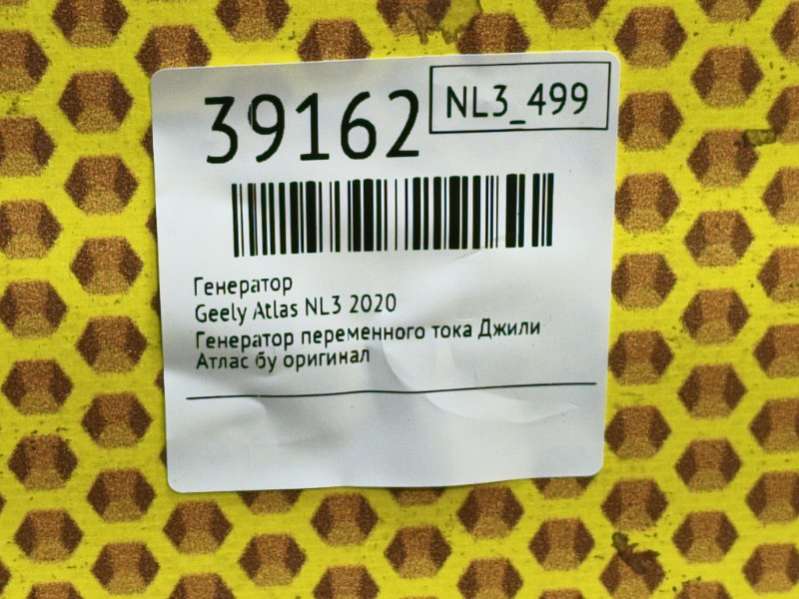 39162
NL3_499
Генератор
Geely Atlas NL3 2020
Генератор переменного тока Джили
Атлас бу оригинал